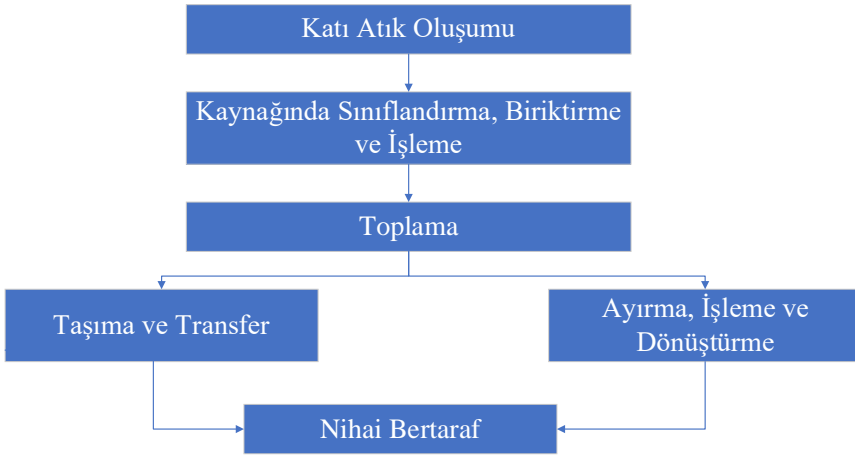 Katı Atık Oluşumu
Kaynağında Sınıflandırma, Biriktirme
ve İşleme
Toplama
Taşıma ve Transfer
Ayırma, İşleme ve
Dönüştürme
Nihai Bertaraf